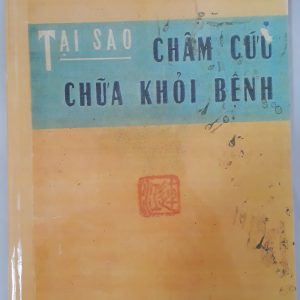 TẠI SAO
CHÂM CỨU
CHỮA KHỎI BỆNH